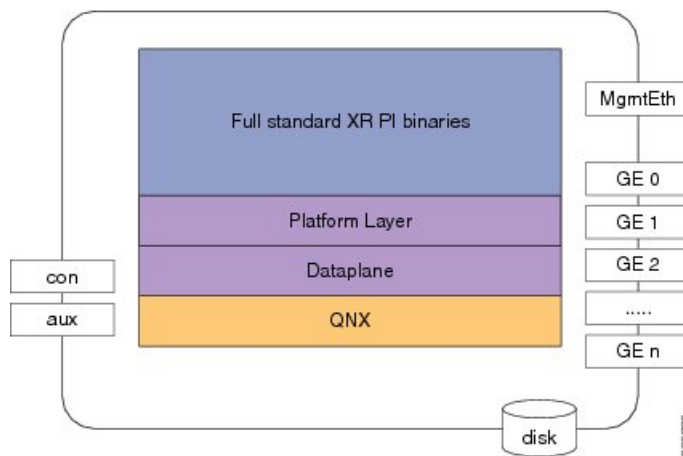 Full standard XR PI binaries
Platform Layer
Dataplane
QNX
con
aux
MgmtEth
GE 0
GE 1
GE 2
.....
GE n
disk